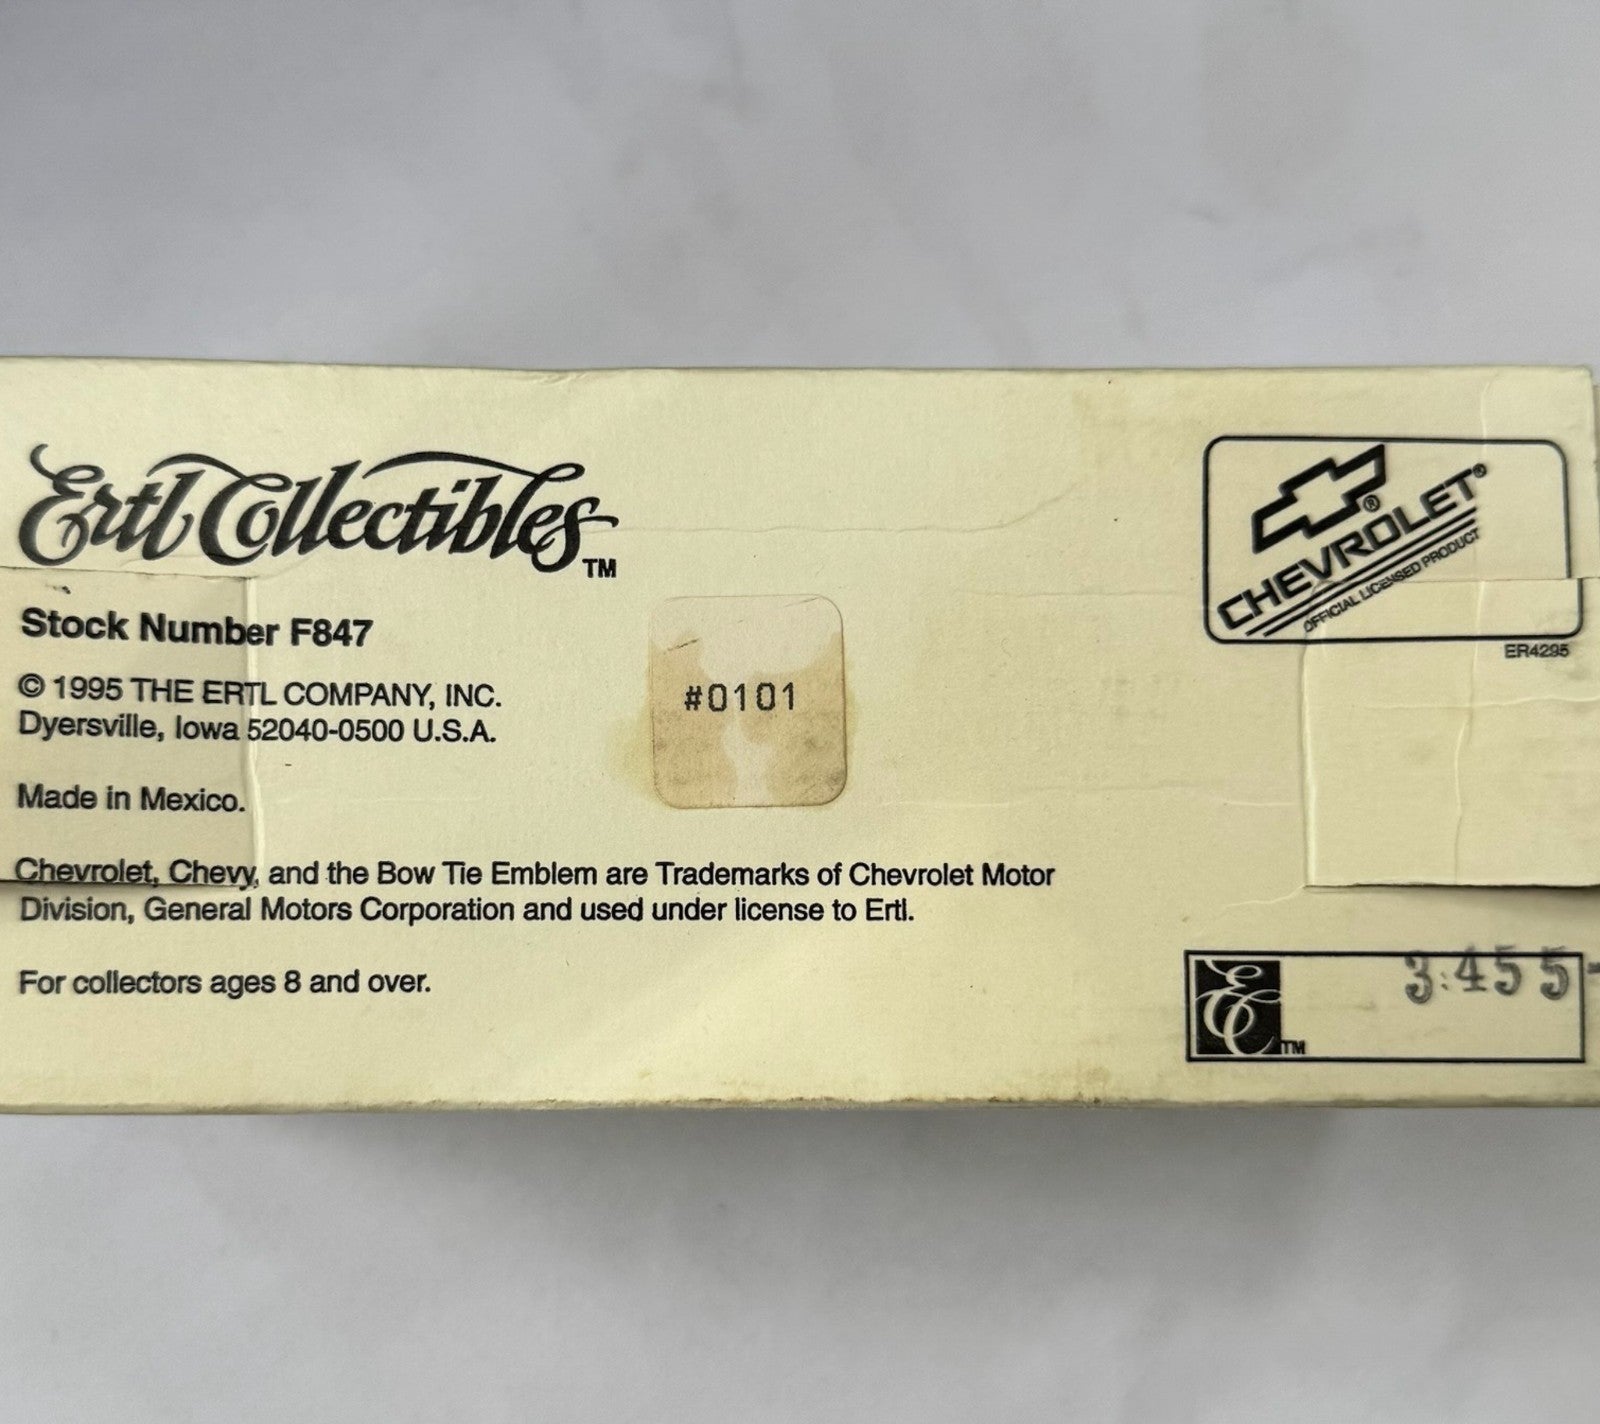 Ertl Collectibles™
Stock Number F847
© 1995 THE ERTL COMPANY, INC.
Dyersville, Iowa 52040-0500 U.S.A.
Made in Mexico.
#0101
Chevrolet, Chevy, and the Bow Tie Emblem are Trademarks of Chevrolet Motor
Division, General Motors Corporation and used under license to Ertl.
For collectors ages 8 and over.
®
CHEVROLET®
OFFICIAL LICENSED PRODUCT
ER4295
EC™
3:455-